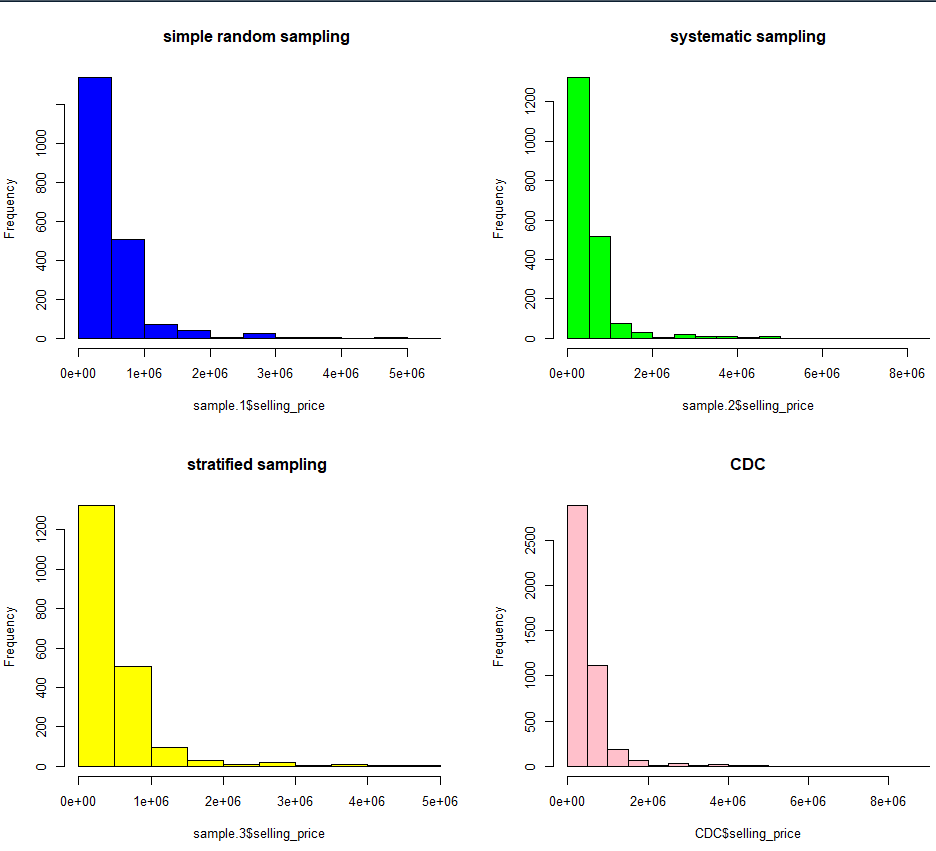 simple random sampling
Frequency
0 200 400 600 800 1000
0e+00 1e+06 2e+06 3e+06 4e+06 5e+06
sample.1$selling_price
systematic sampling
Frequency
0 200 400 600 800 1000 1200
0e+00 2e+06 4e+06 6e+06 8e+06
sample.2$selling_price
stratified sampling
Frequency
0 200 400 600 800 1000 1200
0e+00 1e+06 2e+06 3e+06 4e+06 5e+06
sample.3$selling_price
CDC
Frequency
0 500 1000 1500 2000 2500
0e+00 2e+06 4e+06 6e+06 8e+06
CDC$selling_price